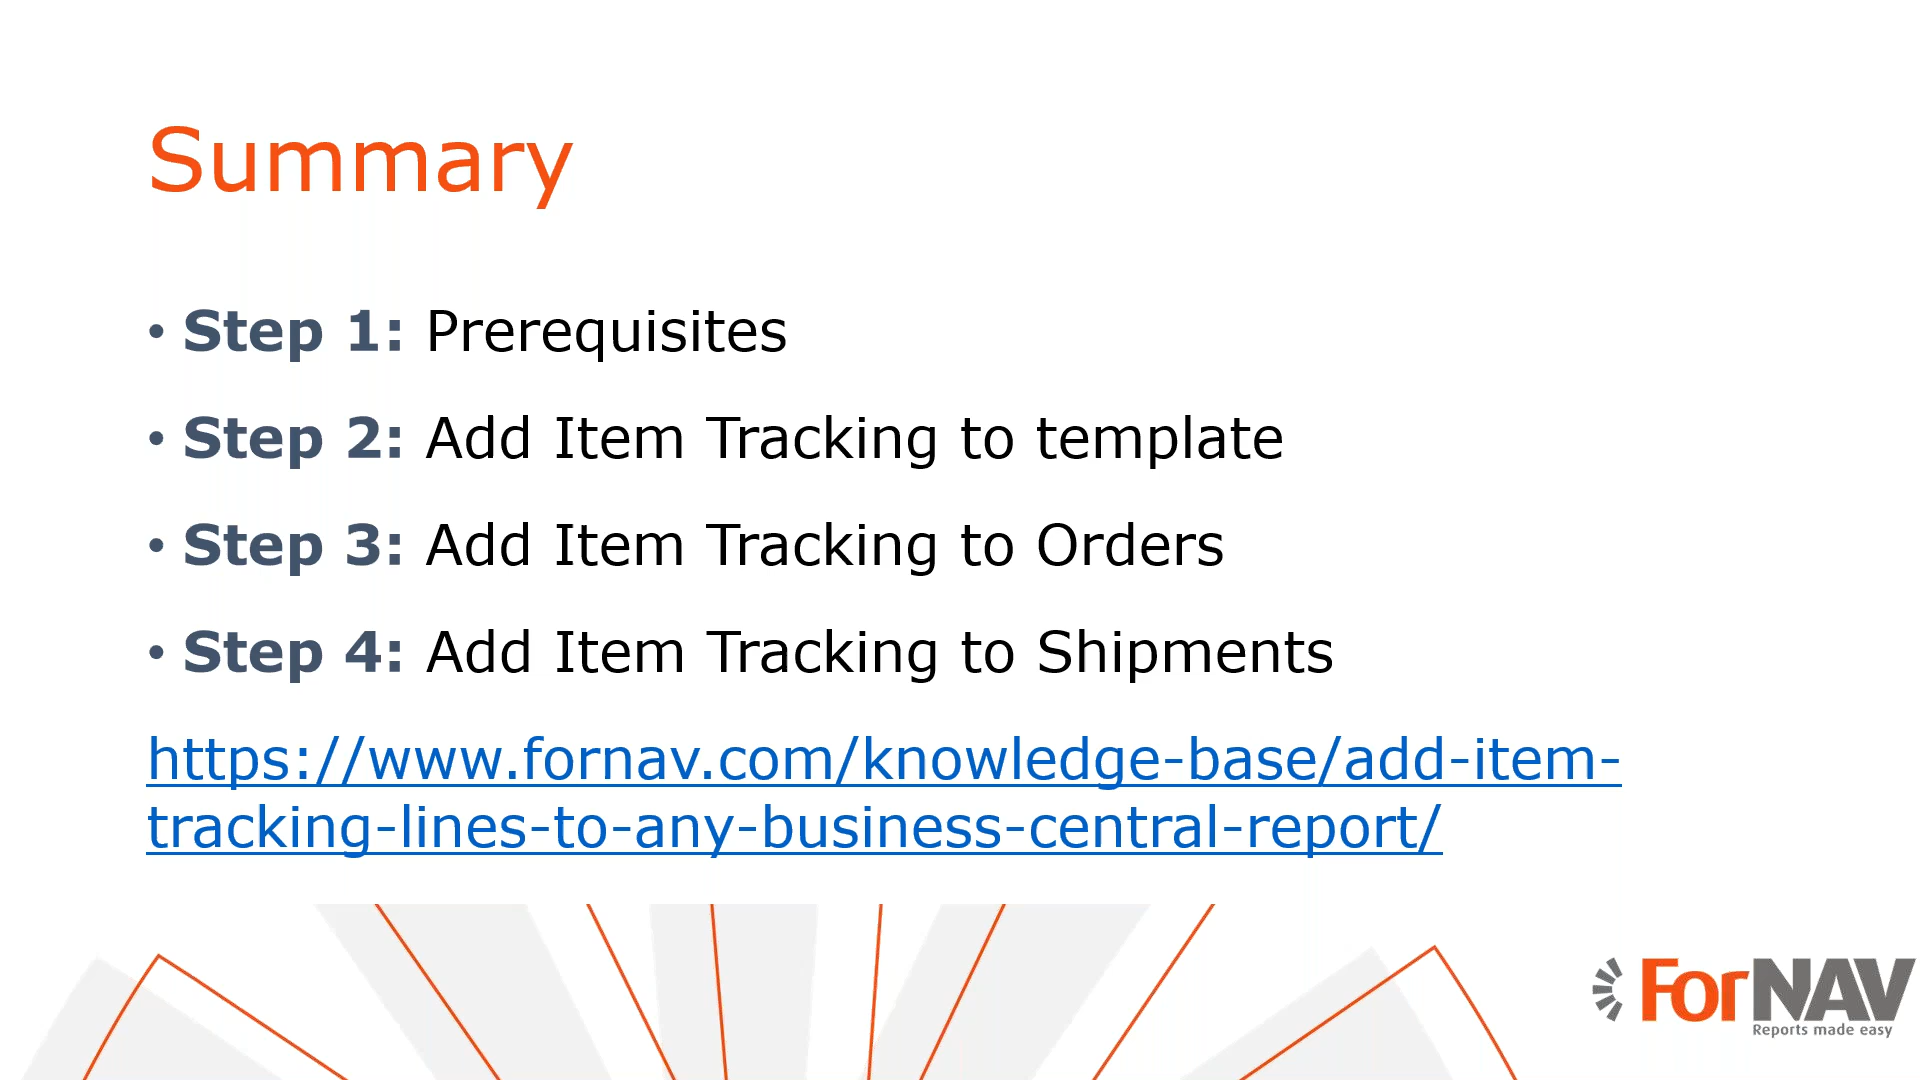 Summary
• Step 1: Prerequisites
• Step 2: Add Item Tracking to template
• Step 3: Add Item Tracking to Orders
• Step 4: Add Item Tracking to Shipments
https://www.fornav.com/knowledge-base/add-item-
tracking-lines-to-any-business-central-report/
ForNAV
Reports made easy